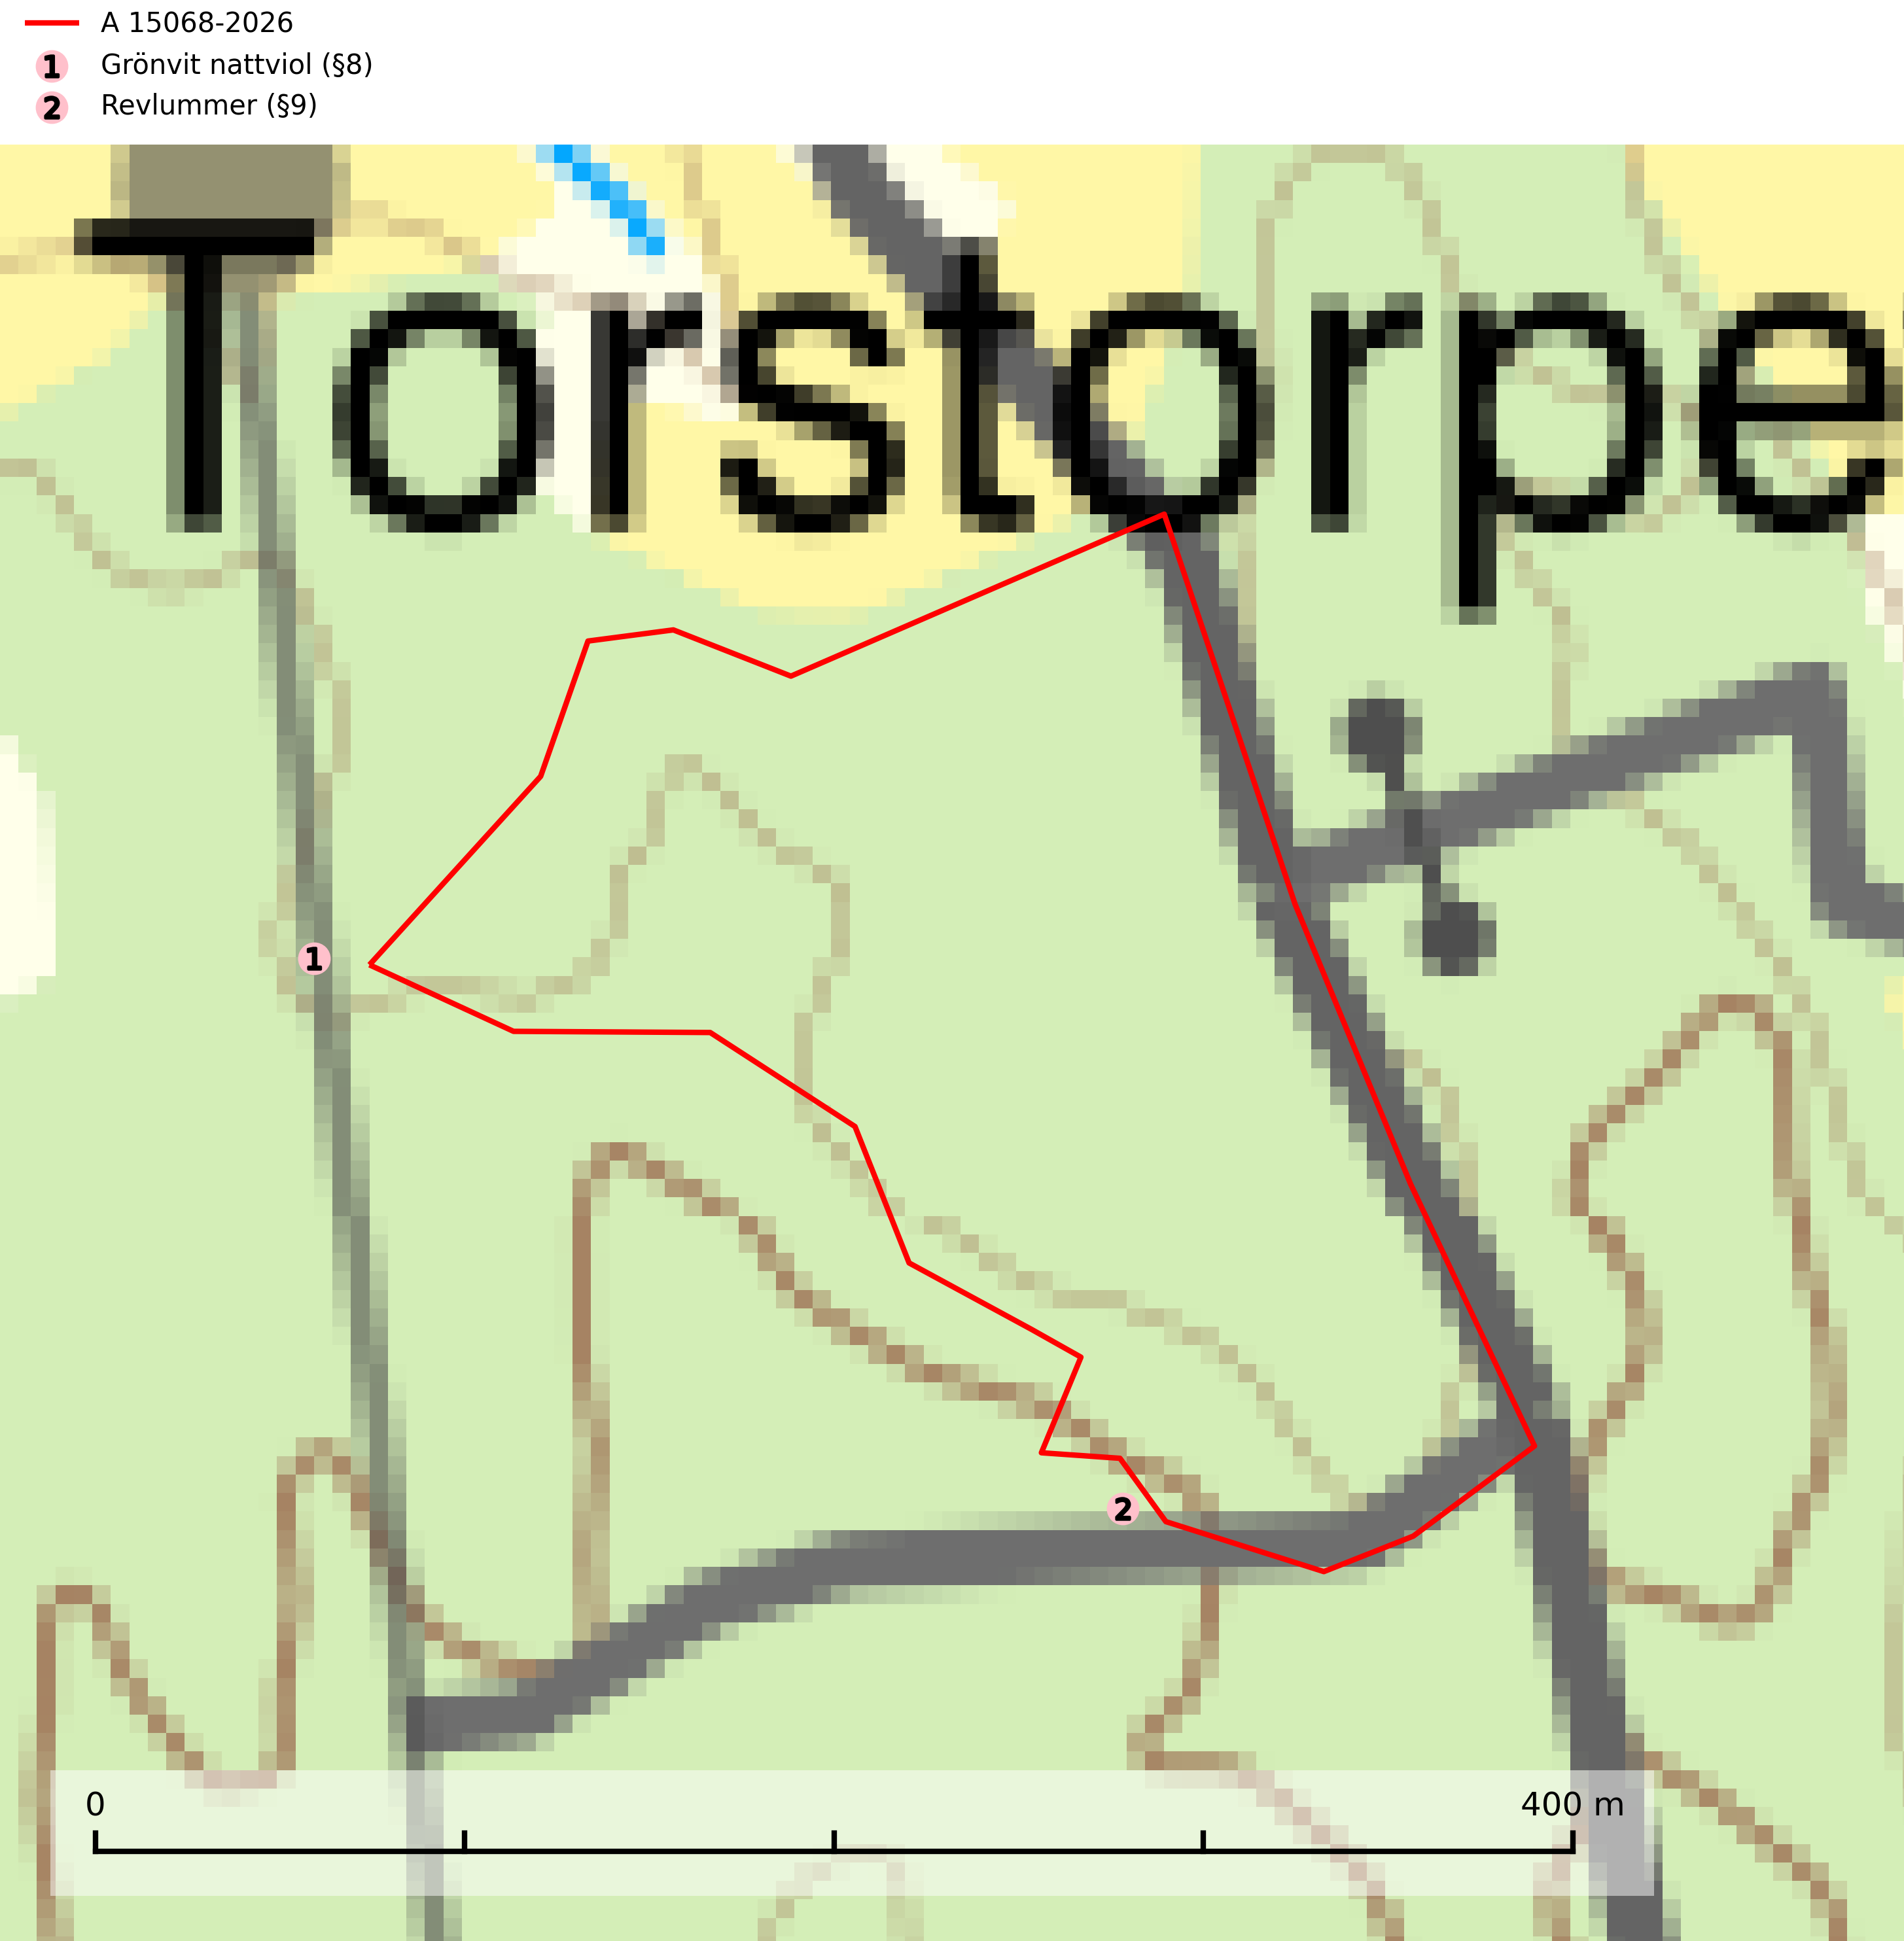 A 15068-2026
1 Grönvit nattviol (§8)
2 Revlummer (§9)
Torstorpe
1
2
0 400 m